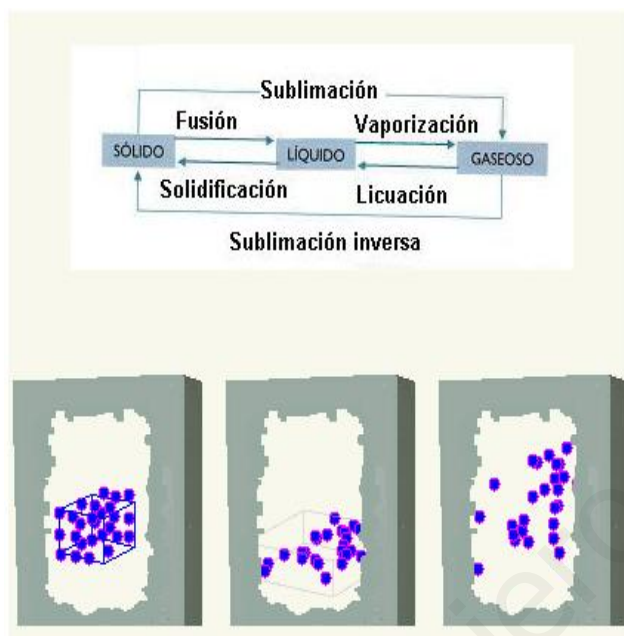 Sublimación
Fusión
Vaporización
SÓLIDO
LÍQUIDO
GASEOSO
Solidificación
Licuación
Sublimación inversa